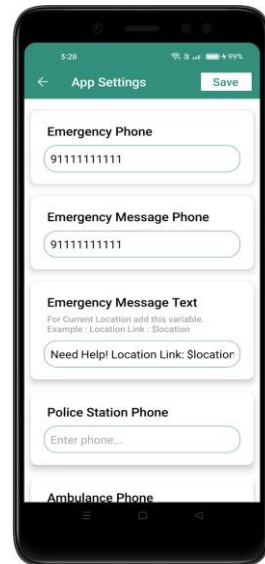 3:28
99%
App Settings
Save
Emergency Phone
91111111111
Emergency Message Phone
91111111111
Emergency Message Text
For Current Location add this variable.
Example : Location Link : $location
Need Help! Location Link: $location
Police Station Phone
Enter phone...
Ambulance Phone